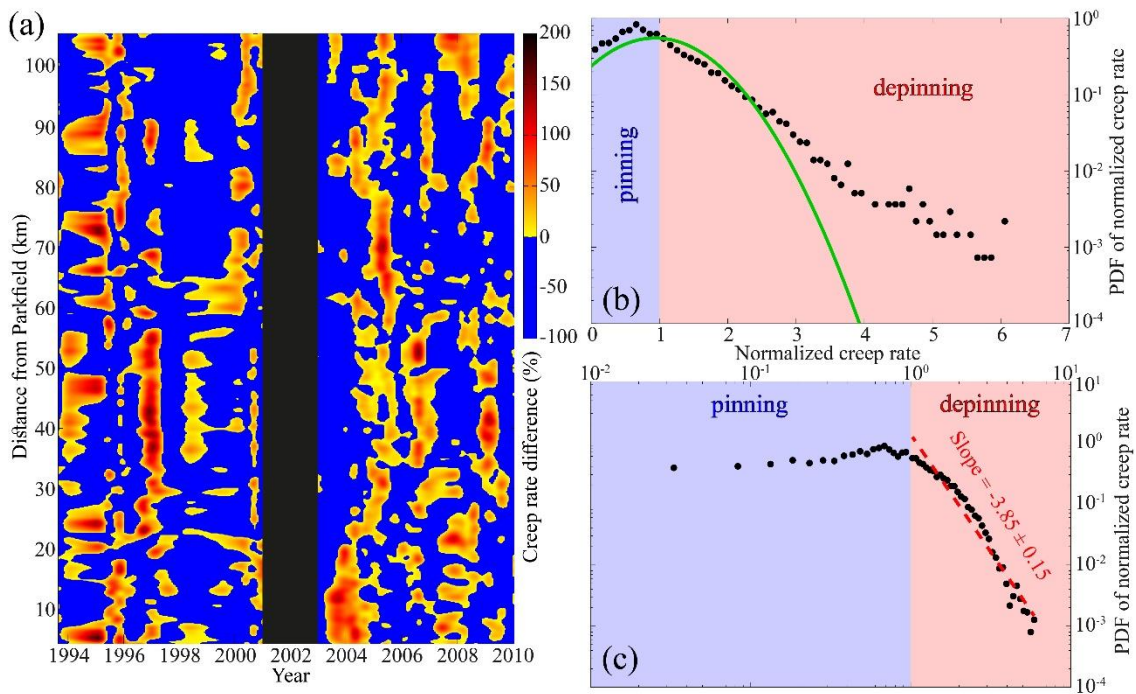 (a)
Distance from Parkfield (km)
100
90
80
70
60
50
40
30
20
10
1994 1996 1998 2000 2002 2004 2006 2008 2010
Year
200
150
100
50
0
-50
-100
Creep rate difference (%)
(b)
pinning
depinning
10^0
10^-1
10^-2
10^-3
10^-4
PDF of normalized creep rate
0 1 2 3 4 5 6 7
Normalized creep rate
10^-2 10^-1 10^0 10^1
(c)
pinning
depinning
Slope = -3.85 ± 0.15
10^1
10^0
10^-1
10^-2
10^-3
10^-4
PDF of normalized creep rate